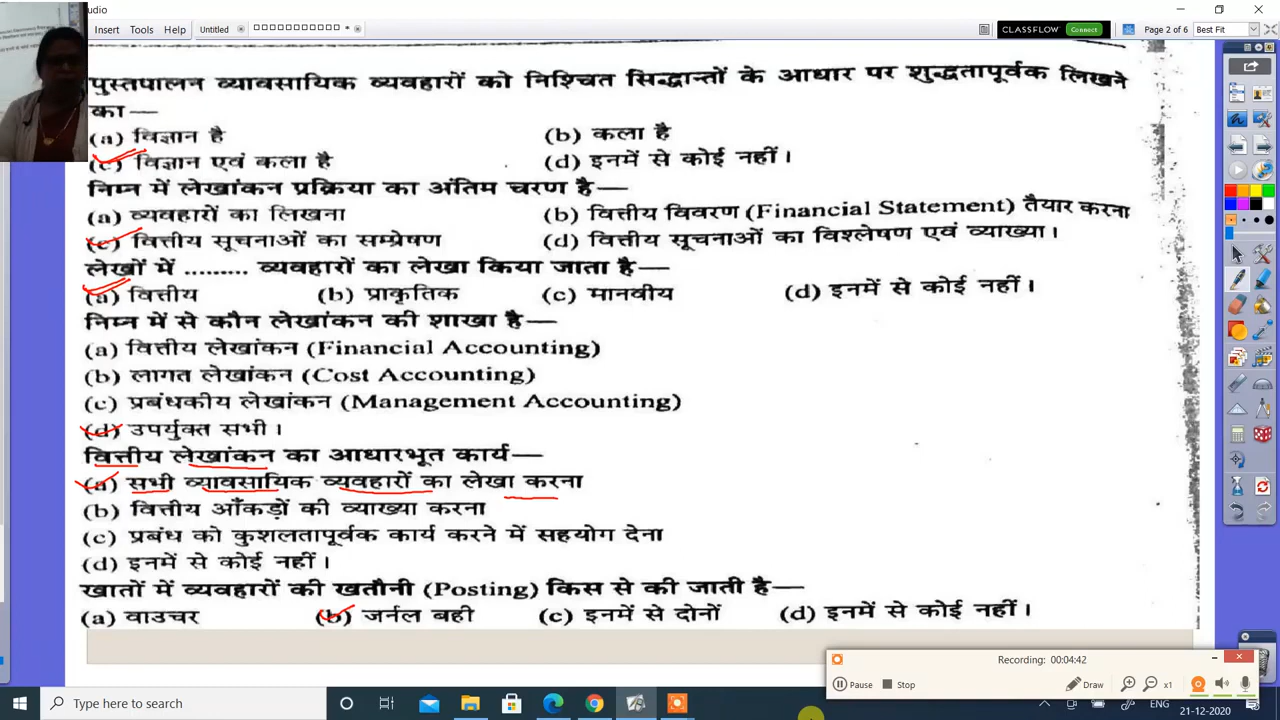 udio
Insert Tools Help Untitled
CLASSFLOW Connect
Page 2 of 6 Best Fit
पुस्तपालन व्यावसायिक व्यवहारों को निश्चित सिद्धान्तों के आधार पर शुद्धतापूर्वक लिखने
का—
(a) विज्ञान है (b) कला है
(c) विज्ञान एवं कला है (d) इनमें से कोई नहीं।
निम्न में लेखांकन प्रक्रिया का अंतिम चरण है—
(a) व्यवहारों का लिखना (b) वित्तीय विवरण (Financial Statement) तैयार करना
(c) वित्तीय सूचनाओं का सम्प्रेषण (d) वित्तीय सूचनाओं का विश्लेषण एवं व्याख्या।
लेखों में ......... व्यवहारों का लेखा किया जाता है—
(a) वित्तीय (b) प्राकृतिक (c) मानवीय (d) इनमें से कोई नहीं।
निम्न में से कौन लेखांकन की शाखा है—
(a) वित्तीय लेखांकन (Financial Accounting)
(b) लागत लेखांकन (Cost Accounting)
(c) प्रबंधकीय लेखांकन (Management Accounting)
(d) उपर्युक्त सभी।
वित्तीय लेखांकन का आधारभूत कार्य—
(a) सभी व्यावसायिक व्यवहारों का लेखा करना
(b) वित्तीय आँकड़ों की व्याख्या करना
(c) प्रबंध को कुशलतापूर्वक कार्य करने में सहयोग देना
(d) इनमें से कोई नहीं।
खातों में व्यवहारों की खतौनी (Posting) किस से की जाती है—
(a) वाउचर (b) जर्नल बही (c) इनमें से दोनों (d) इनमें से कोई नहीं।
Recording: 00:04:42
Pause Stop Draw x1
Type here to search
ENG 21-12-2020